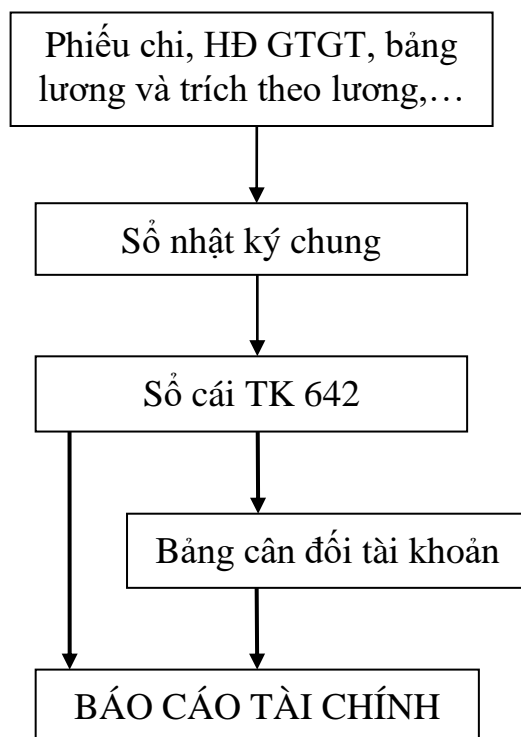 Phiếu chi, HĐ GTGT, bảng
lương và trích theo lương,…
Sổ nhật ký chung
Sổ cái TK 642
Bảng cân đối tài khoản
BÁO CÁO TÀI CHÍNH